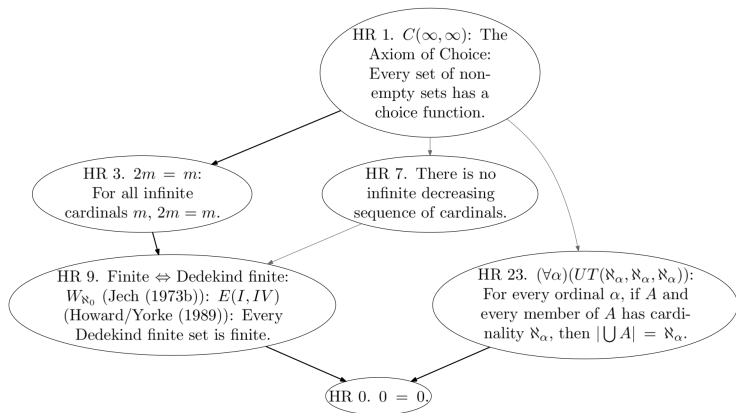 HR 1. C(∞, ∞): The
Axiom of Choice:
Every set of non-
empty sets has a
choice function.
HR 3. 2m = m:
For all infinite
cardinals m, 2m = m.
HR 7. There is no
infinite decreasing
sequence of cardinals.
HR 9. Finite ⇔ Dedekind finite:
W_ℵ₀ (Jech (1973b)): E(I, IV)
(Howard/Yorke (1989)): Every
Dedekind finite set is finite.
HR 23. (∀α)(UT(ℵ_α, ℵ_α, ℵ_α)):
For every ordinal α, if A and
every member of A has cardi-
nality ℵ_α, then |⋃ A| = ℵ_α.
HR 0. 0 = 0.